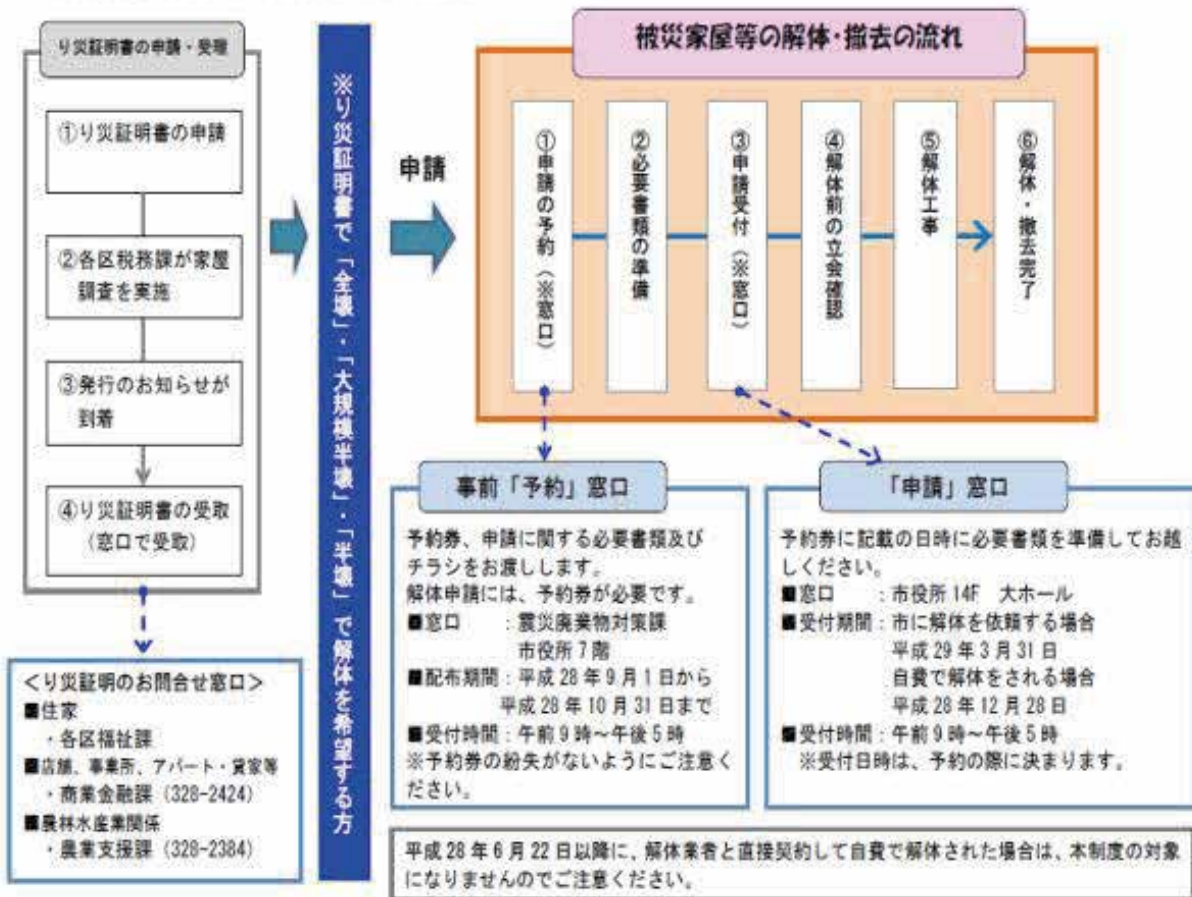 り災証明書の申請・受理
①り災証明書の申請
②各区税務課が家屋
調査を実施
③発行のお知らせが
到着
④り災証明書の受取
(窓口で受取)
<り災証明のお問合せ窓口>
■住家
・各区福祉課
■店舗、事業所、アパート・貸家等
・商業金融課(328-2424)
■農林水産業関係
・農業支援課(328-2384)
※り災証明書で「全壊」・「大規模半壊」・「半壊」で解体を希望する方
申請
被災家屋等の解体・撤去の流れ
①申請の予約(※窓口)
②必要書類の準備
③申請受付(※窓口)
④解体前の立会確認
⑤解体工事
⑥解体・撤去完了
事前「予約」窓口
予約券、申請に関する必要書類及び
チラシをお渡しします。
解体申請には、予約券が必要です。
■窓口 :震災廃棄物対策課
市役所7階
■配布期間:平成28年9月1日から
平成28年10月31日まで
■受付時間:午前9時~午後5時
※予約券の紛失がないようにご注意く
ださい。
「申請」窓口
予約券に記載の日時に必要書類を準備してお越
しください。
■窓口 :市役所14F 大ホール
■受付期間:市に解体を依頼する場合
平成29年3月31日
自費で解体をされる場合
平成28年12月28日
■受付時間:午前9時~午後5時
※受付日時は、予約の際に決まります。
平成28年6月22日以降に、解体業者と直接契約して自費で解体された場合は、本制度の対象
になりませんのでご注意ください。